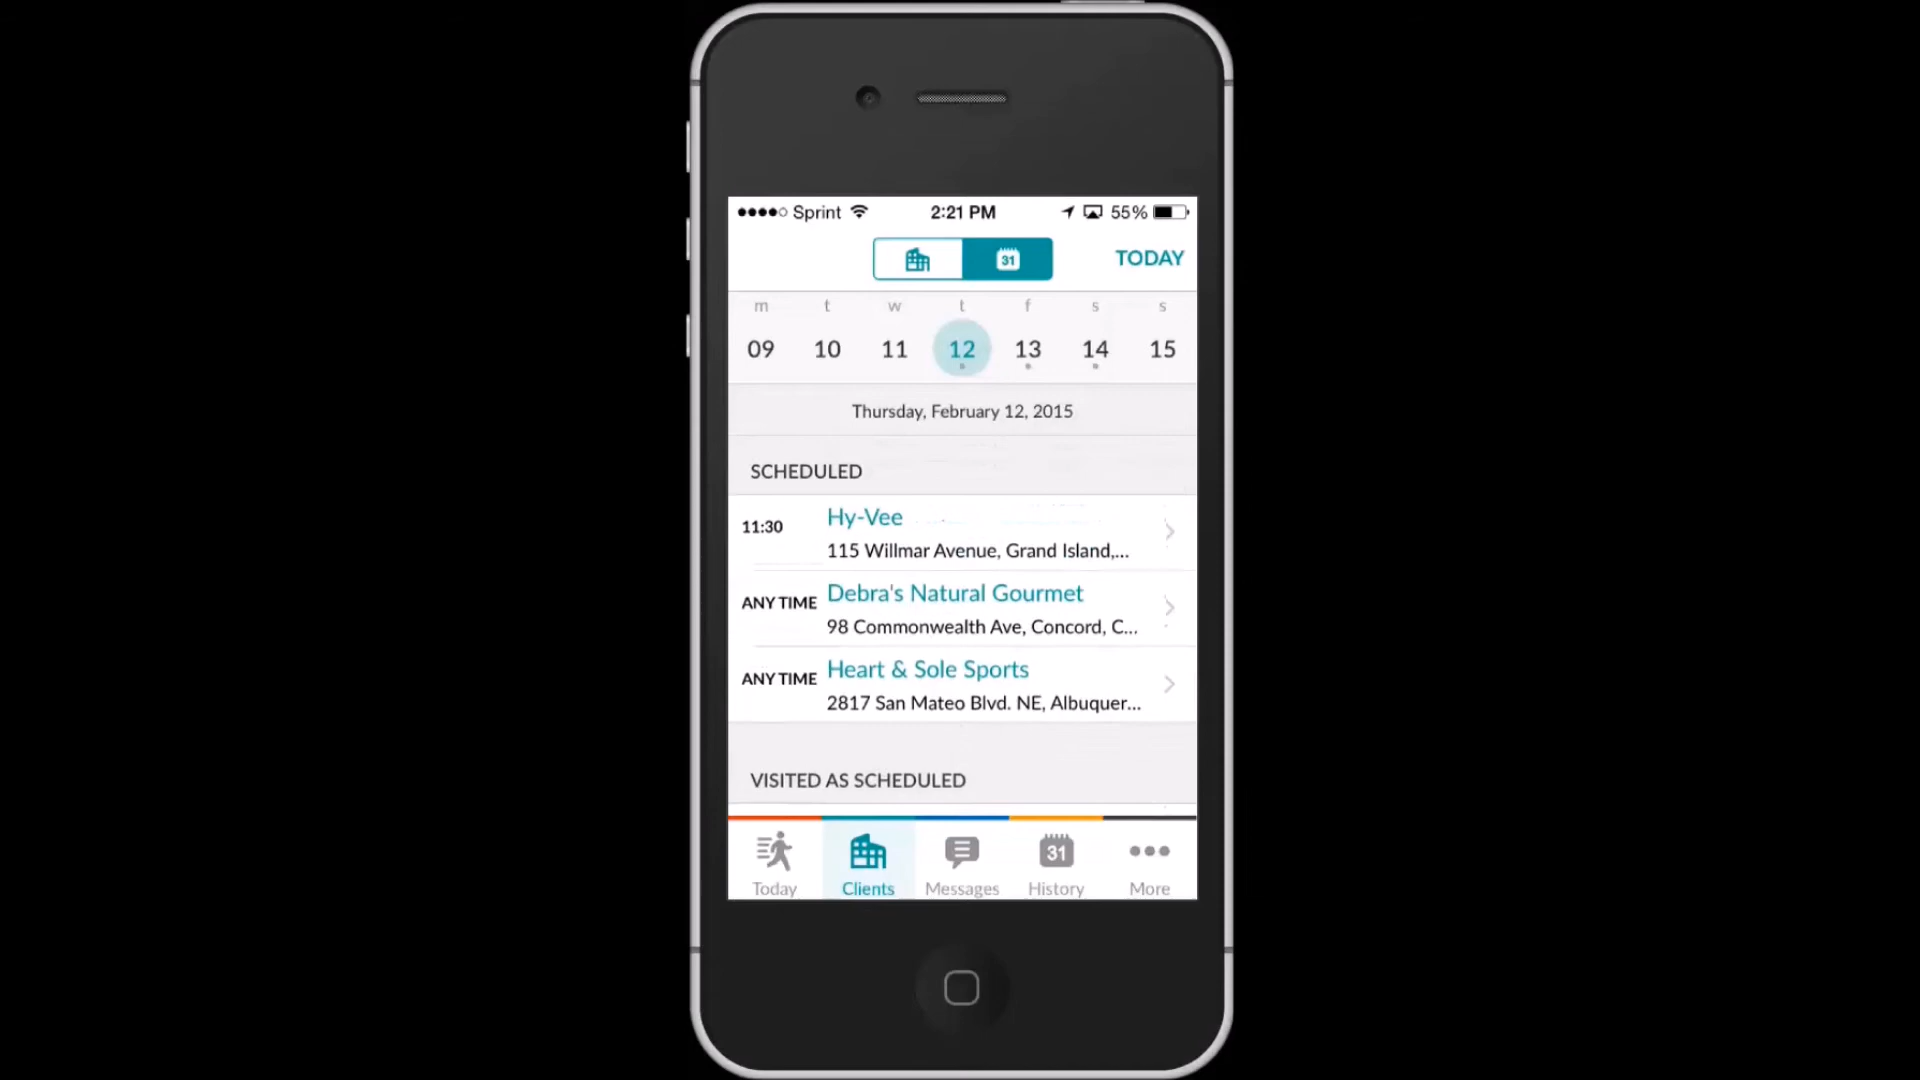 Sprint 2:21 PM 55%
31 TODAY
m t w t f s s
09 10 11 12 13 14 15
Thursday, February 12, 2015
SCHEDULED
11:30 Hy-Vee
115 Willmar Avenue, Grand Island,...
ANY TIME Debra's Natural Gourmet
98 Commonwealth Ave, Concord, C...
ANY TIME Heart & Sole Sports
2817 San Mateo Blvd. NE, Albuquer...
VISITED AS SCHEDULED
31
Today Clients Messages History More